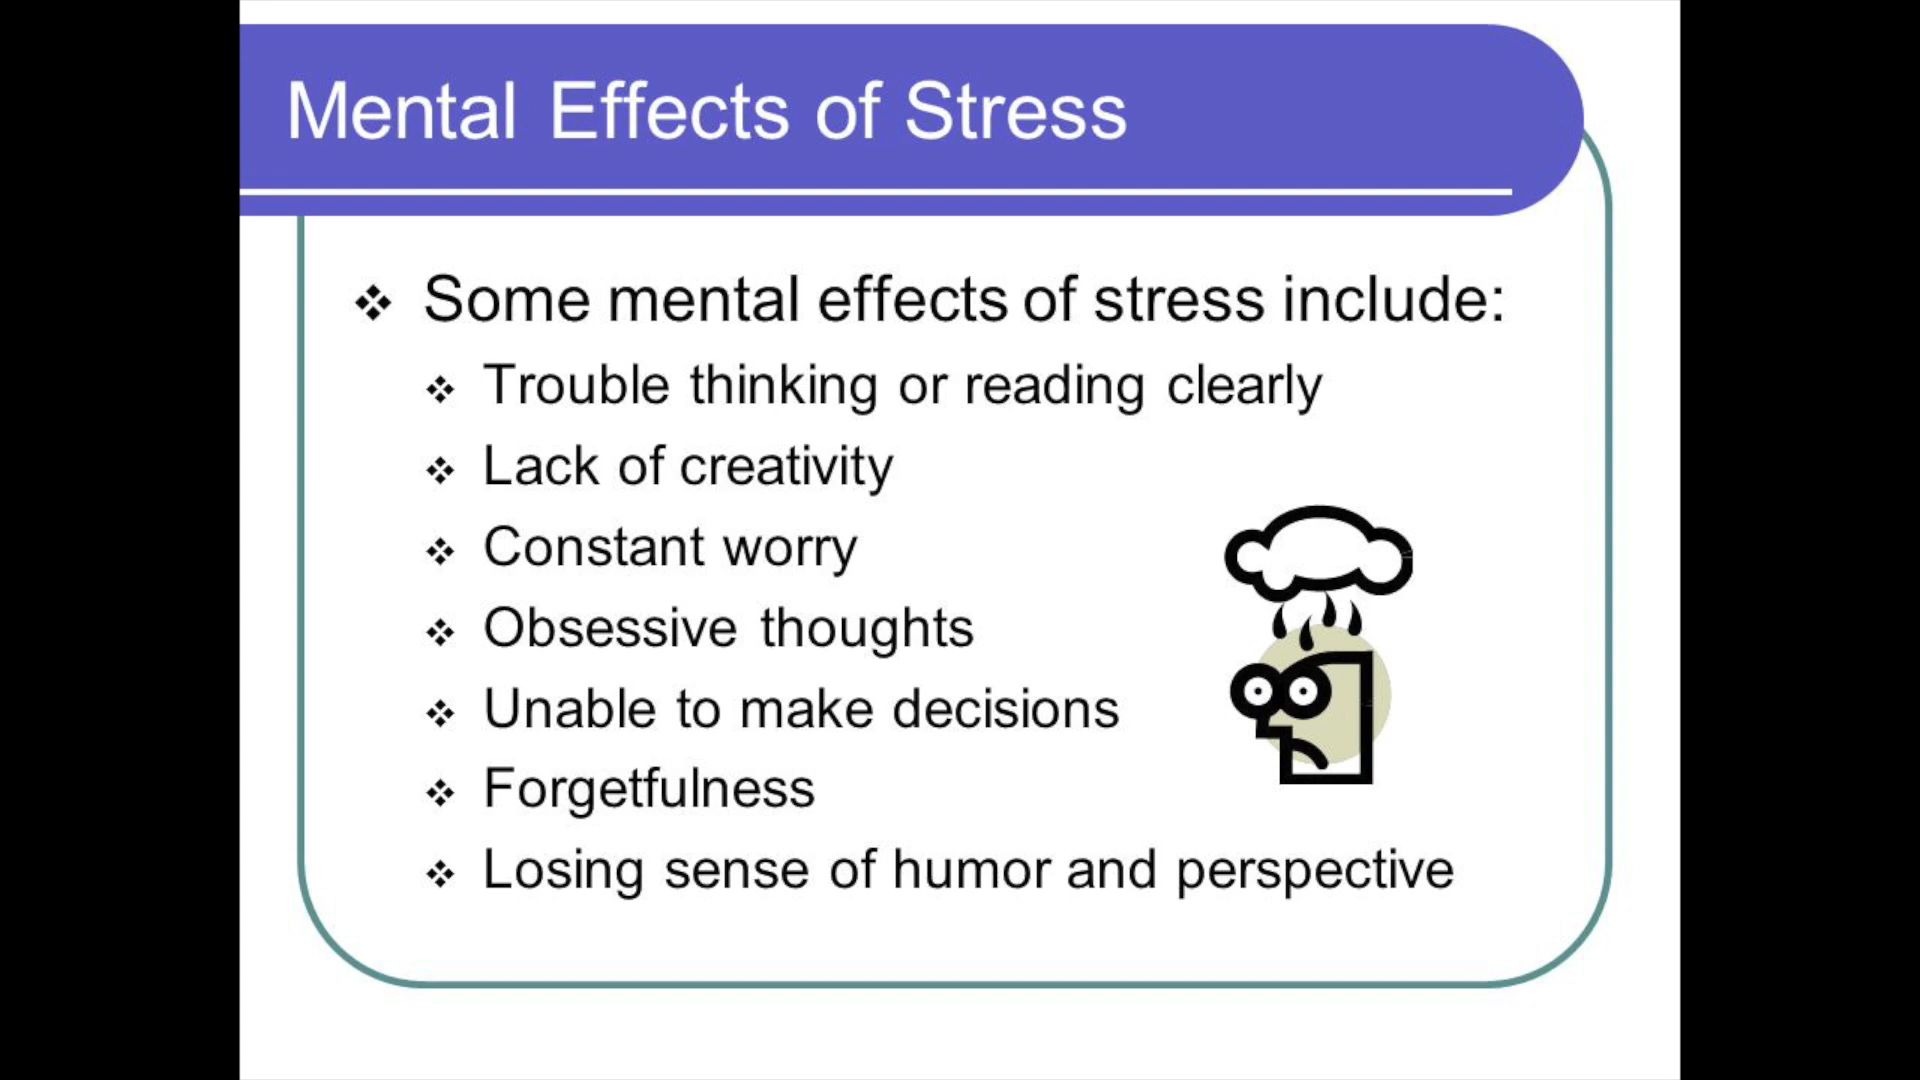 Mental Effects of Stress
❖ Some mental effects of stress include:
❖ Trouble thinking or reading clearly
❖ Lack of creativity
❖ Constant worry
❖ Obsessive thoughts
❖ Unable to make decisions
❖ Forgetfulness
❖ Losing sense of humor and perspective